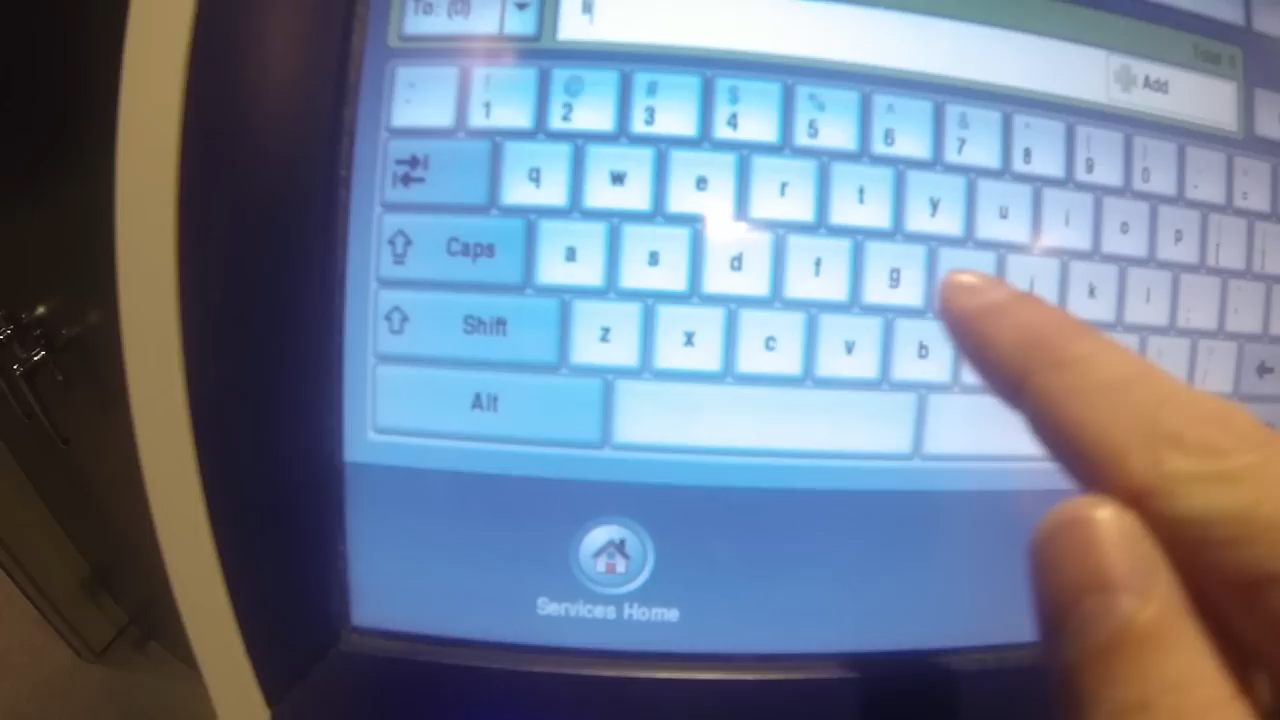 To: (0)
Add
! @ # $ % ^ &
1 2 3 4 5 6 7 8 9 0 =
q w e r t y u i o p [
Caps a s d f g j k l
Shift z x c v b
Alt
Services Home